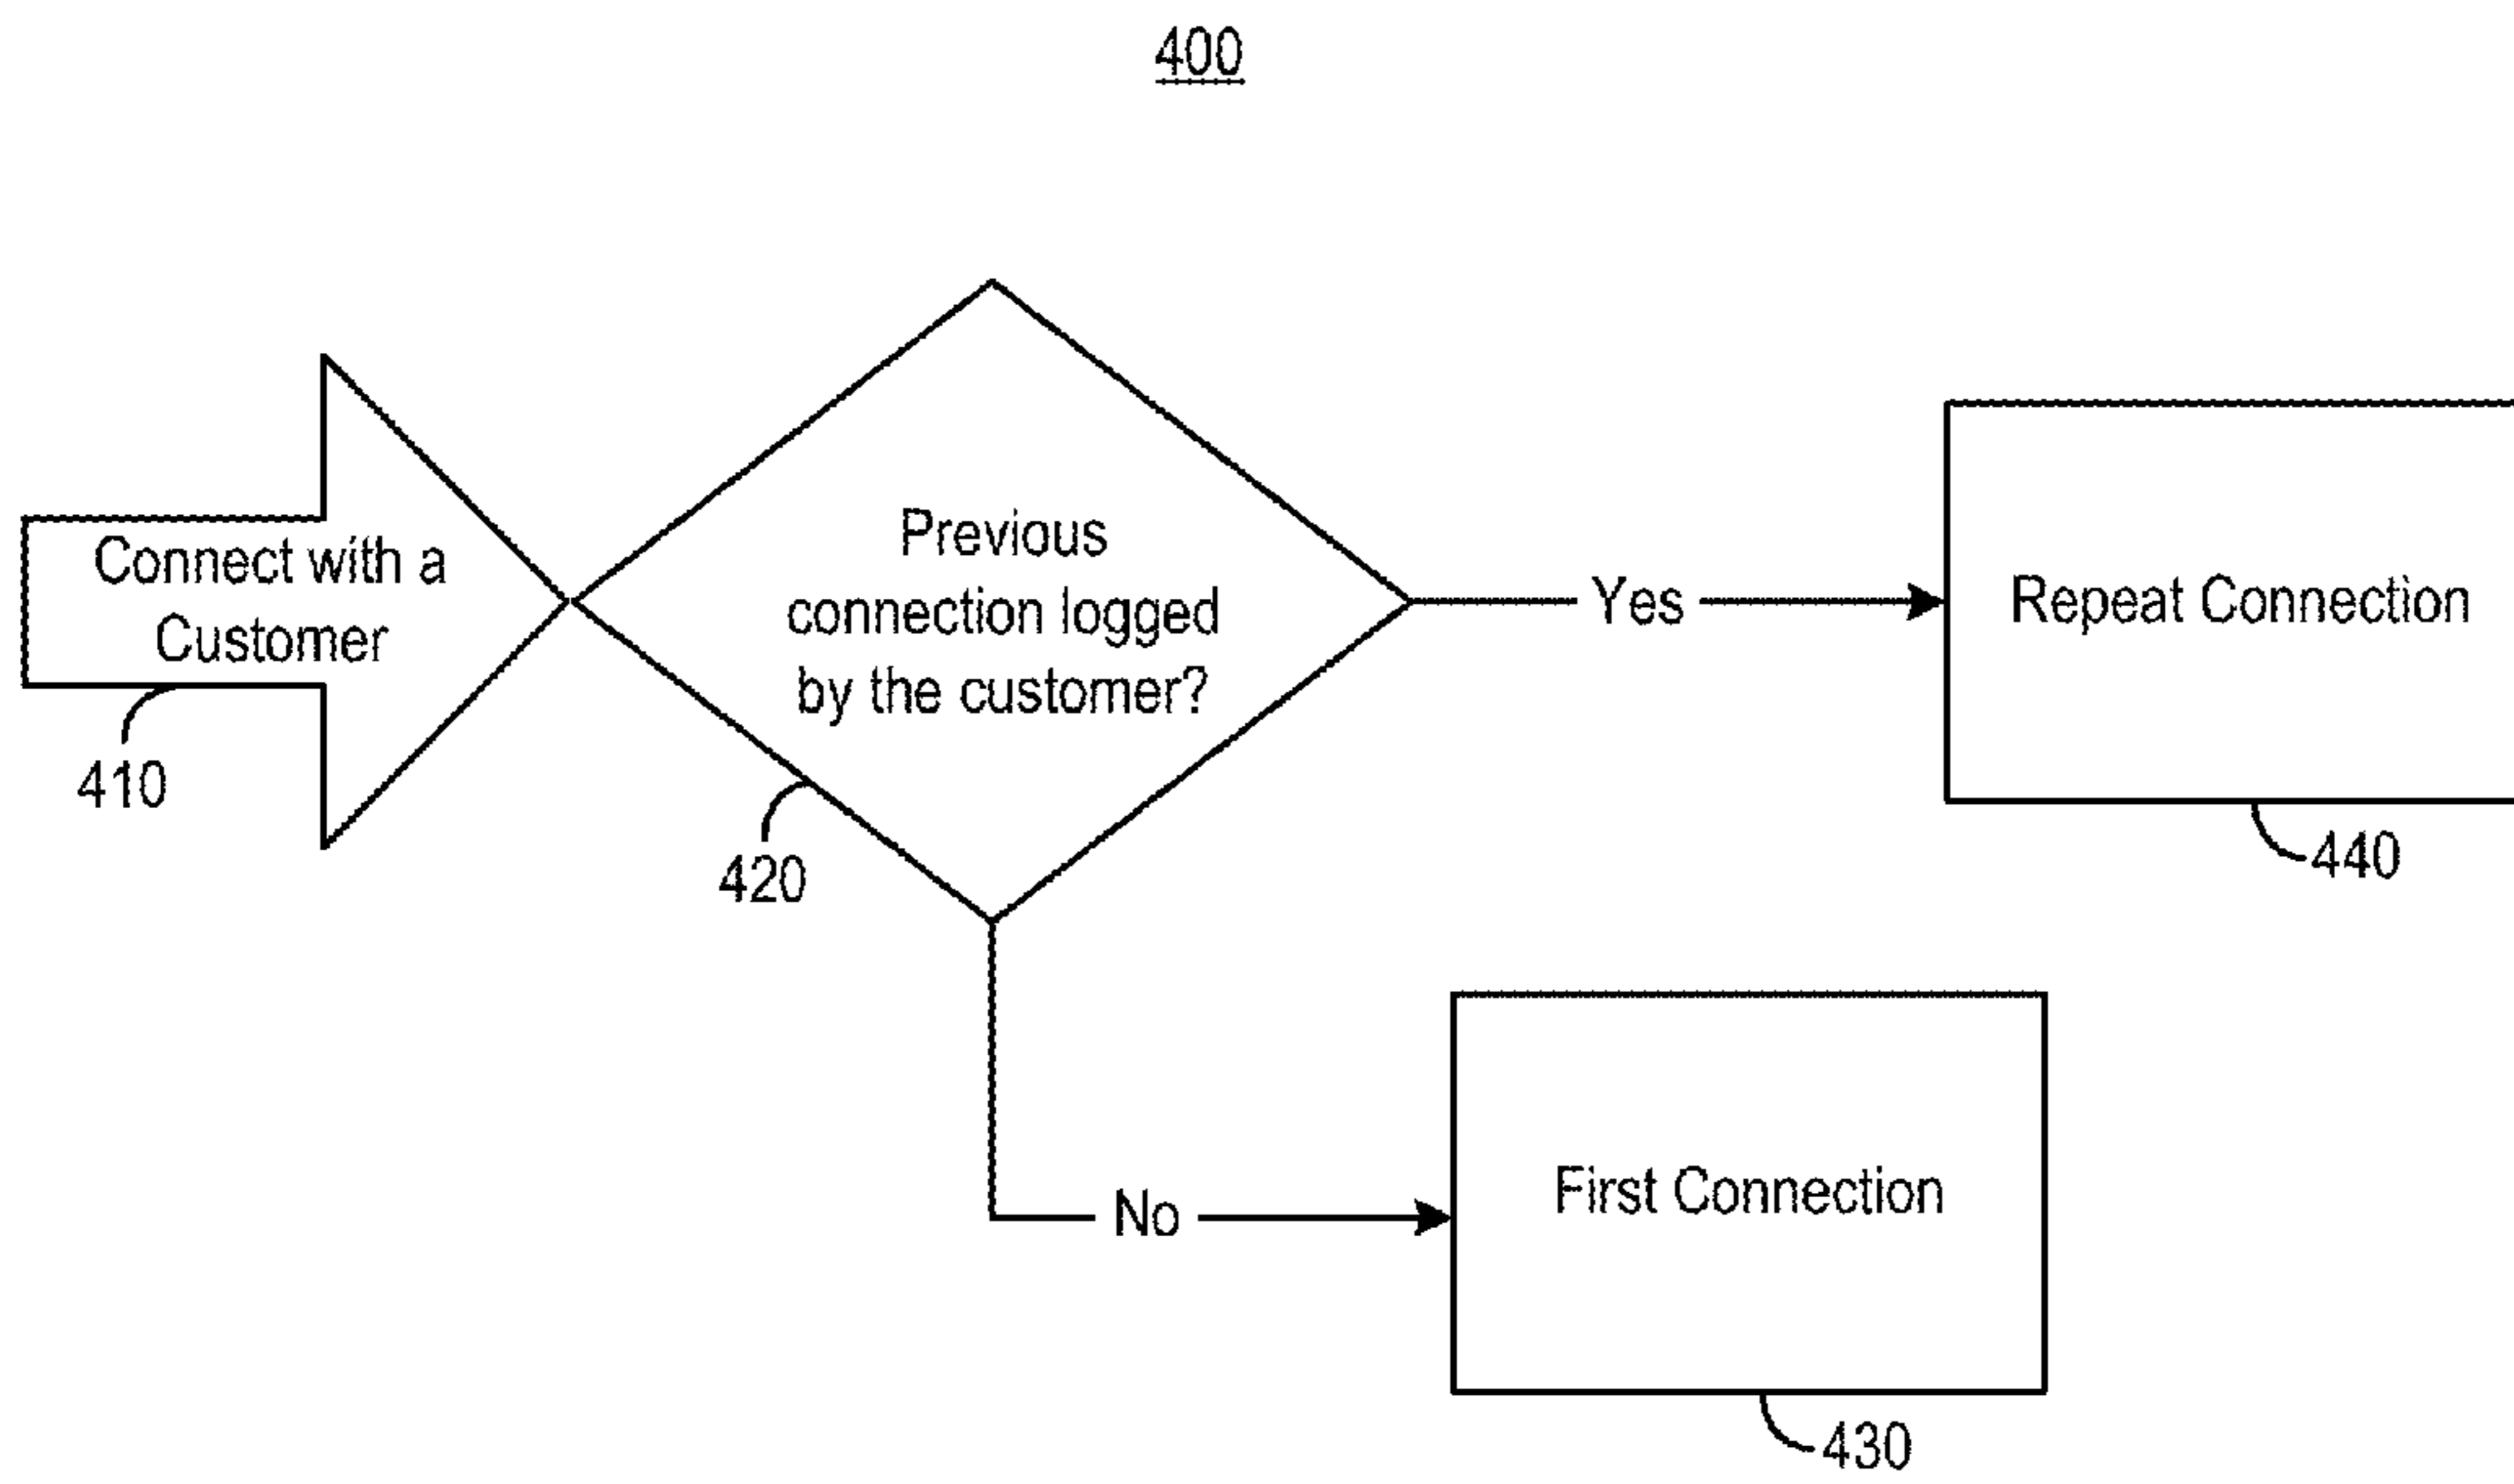 400
Connect with a
Customer
410
Previous
connection logged
by the customer?
420
Yes
Repeat Connection
440
No
First Connection
430